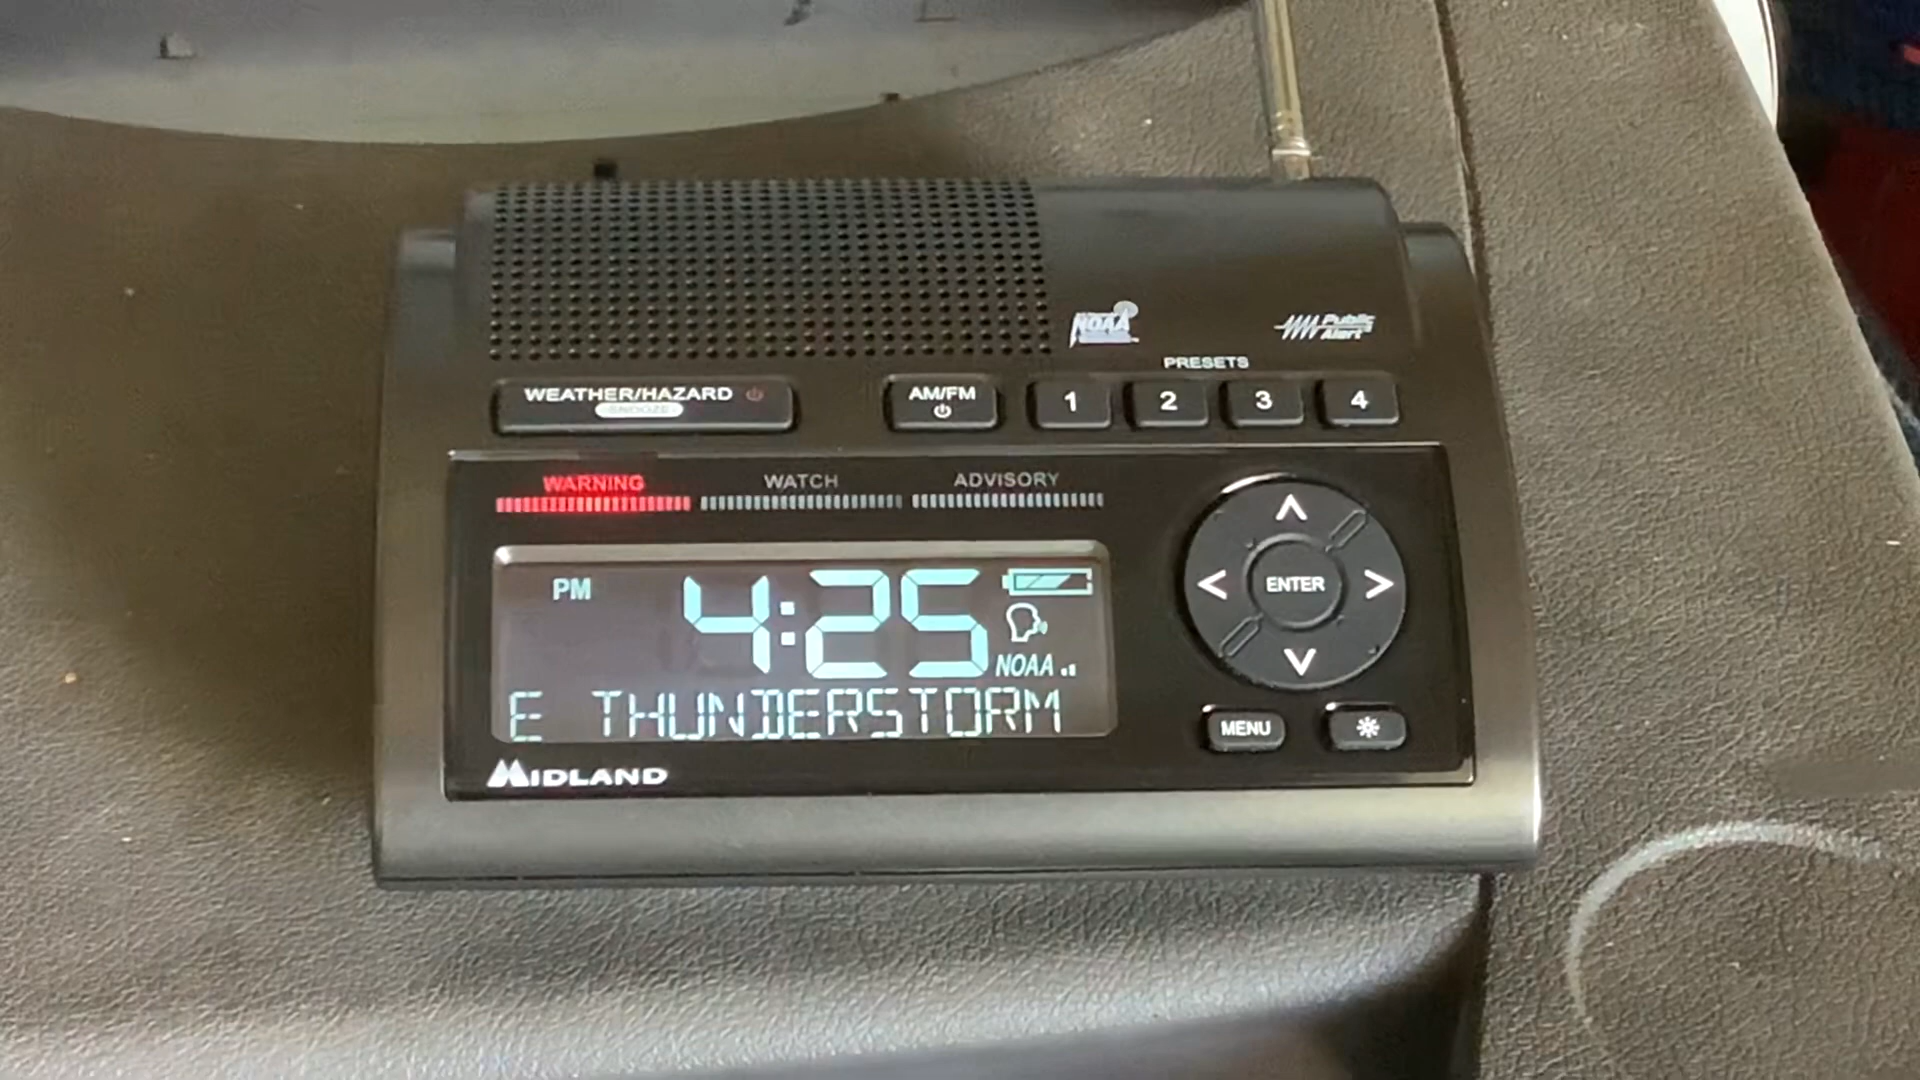 NOAA
Public Alert
PRESETS
WEATHER/HAZARD
SNOOZE
AM/FM
1 2 3 4
WARNING WATCH ADVISORY
PM 4:25
NOAA
E THUNDERSTORM
ENTER
MENU
MIDLAND